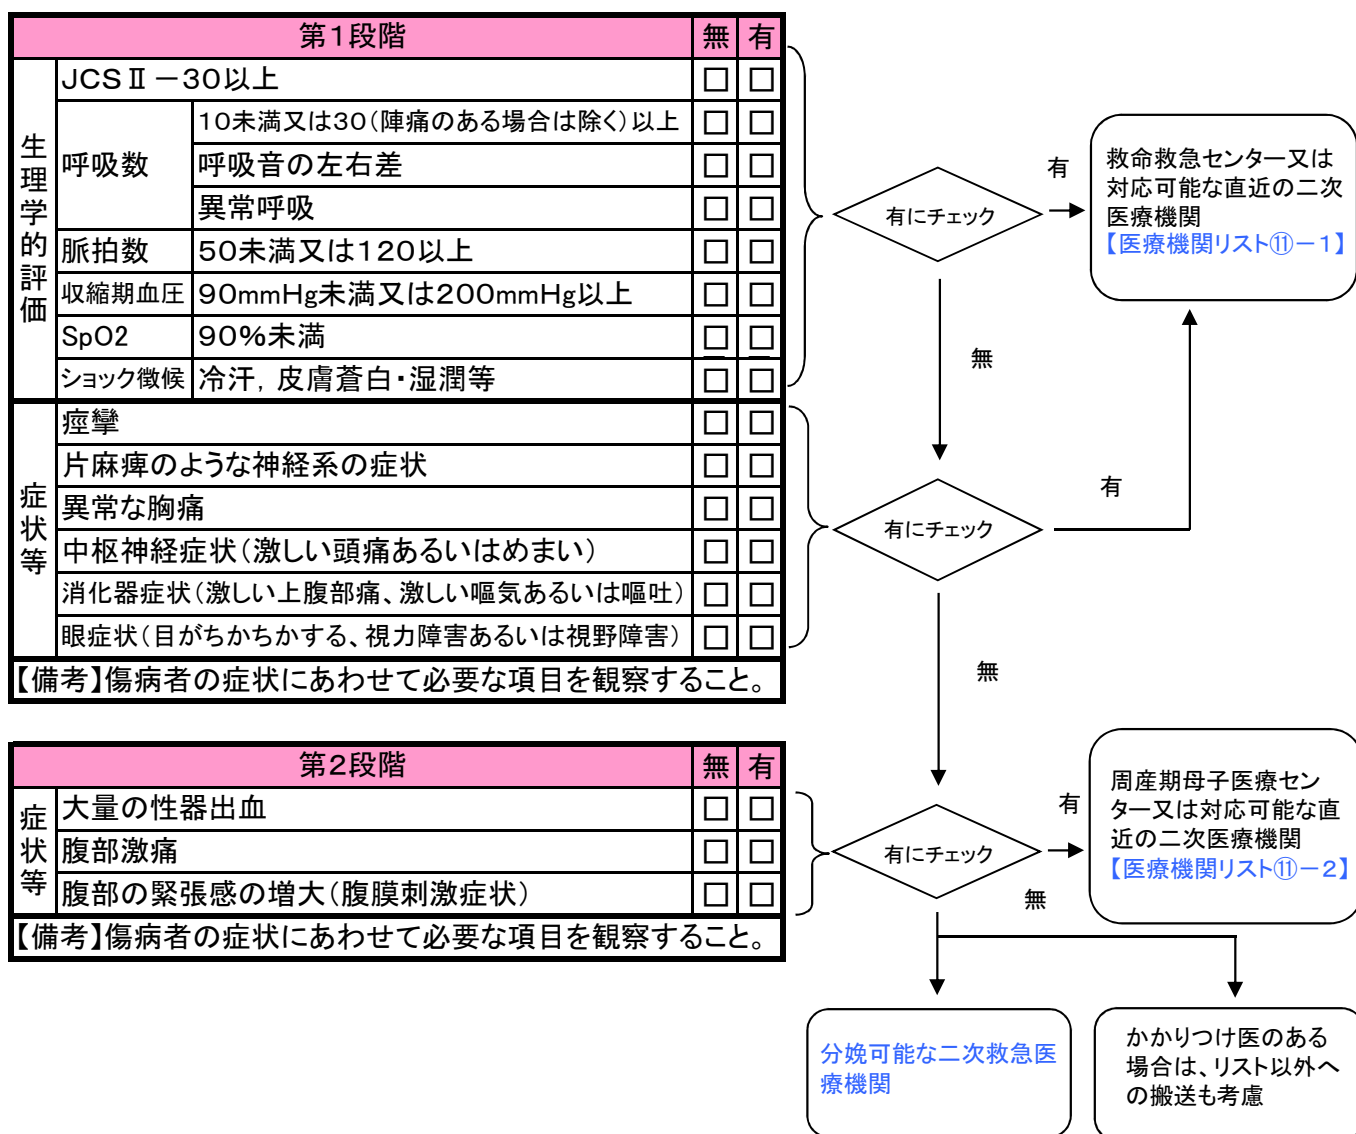 第1段階 無 有
生理学的評価
JCSⅡ－30以上 □ □
呼吸数 10未満又は30（陣痛のある場合は除く）以上 □ □
呼吸音の左右差 □ □
異常呼吸 □ □
脈拍数 50未満又は120以上 □ □
収縮期血圧 90mmHg未満又は200mmHg以上 □ □
SpO2 90%未満 □ □
ショック徴候 冷汗，皮膚蒼白・湿潤等 □ □
症状等
痙攣 □ □
片麻痺のような神経系の症状 □ □
異常な胸痛 □ □
中枢神経症状（激しい頭痛あるいはめまい） □ □
消化器症状（激しい上腹部痛、激しい嘔気あるいは嘔吐） □ □
眼症状（目がちかちかする、視力障害あるいは視野障害） □ □
【備考】傷病者の症状にあわせて必要な項目を観察すること。
有にチェック
有
救命救急センター又は
対応可能な直近の二次
医療機関
【医療機関リスト⑪－1】
無
有にチェック
有
無
第2段階 無 有
症状等
大量の性器出血 □ □
腹部激痛 □ □
腹部の緊張感の増大（腹膜刺激症状） □ □
【備考】傷病者の症状にあわせて必要な項目を観察すること。
有にチェック
有
周産期母子医療セン
ター又は対応可能な直
近の二次医療機関
【医療機関リスト⑪－2】
無
分娩可能な二次救急医
療機関
かかりつけ医のある
場合は、リスト以外へ
の搬送も考慮